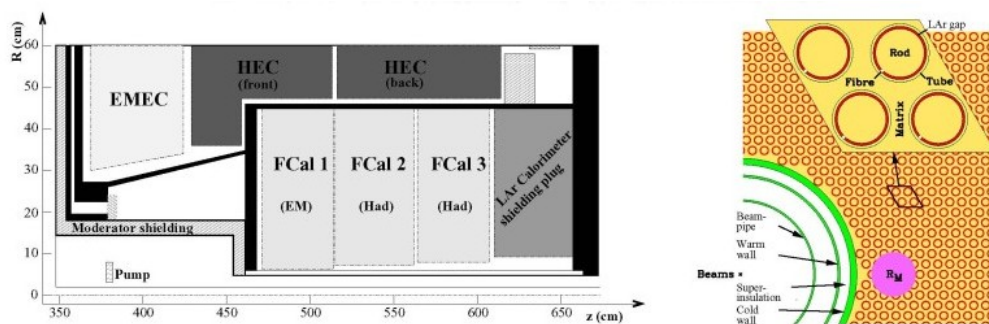 R (cm)
60
50
40
30
20
10
0
EMEC
HEC
(front)
HEC
(back)
FCal 1
(EM)
FCal 2
(Had)
FCal 3
(Had)
LAr Calorimeter
shielding plug
Moderator shielding
Pump
350
400
450
500
550
600
650
z (cm)
LAr gap
Rod
Fibre
Tube
Matrix
Beam-
pipe
Warm
wall
Beams
Super-
insulation
Cold
wall
RM